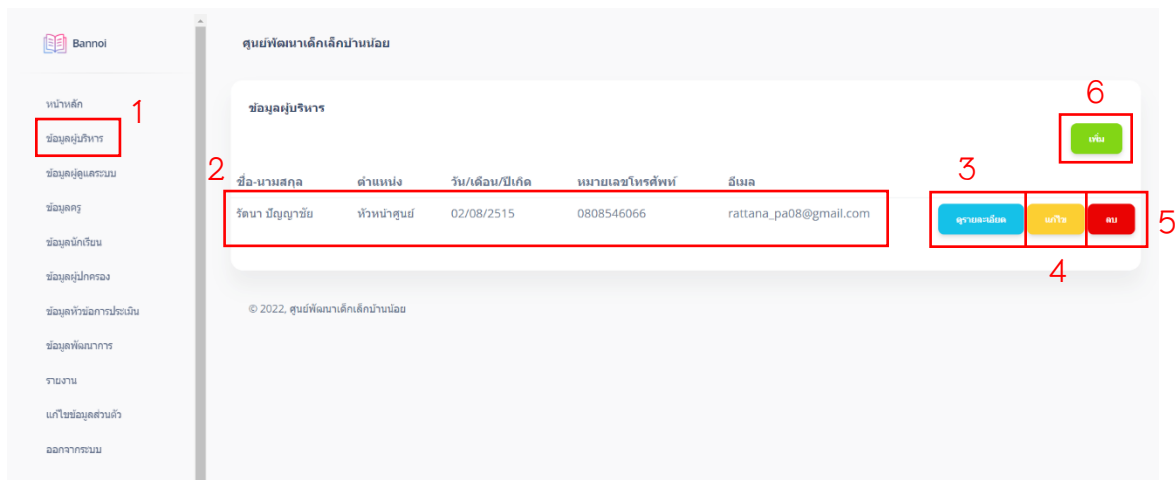 Bannoi
หน้าหลัก
1
ข้อมูลผู้บริหาร
ข้อมูลผู้ดูแลระบบ
ข้อมูลครู
ข้อมูลนักเรียน
ข้อมูลผู้ปกครอง
ข้อมูลหัวข้อการประเมิน
ข้อมูลพัฒนาการ
รายงาน
แก้ไขข้อมูลส่วนตัว
ออกจากระบบ
ศูนย์พัฒนาเด็กเล็กบ้านน้อย
ข้อมูลผู้บริหาร
6
เพิ่ม
2
ชื่อ-นามสกุล ตำแหน่ง วัน/เดือน/ปีเกิด หมายเลขโทรศัพท์ อีเมล
3
รัตนา ปัญญาชัย หัวหน้าศูนย์ 02/08/2515 0808546066 rattana_pa08@gmail.com ดูรายละเอียด แก้ไข ลบ
5
4
© 2022, ศูนย์พัฒนาเด็กเล็กบ้านน้อย